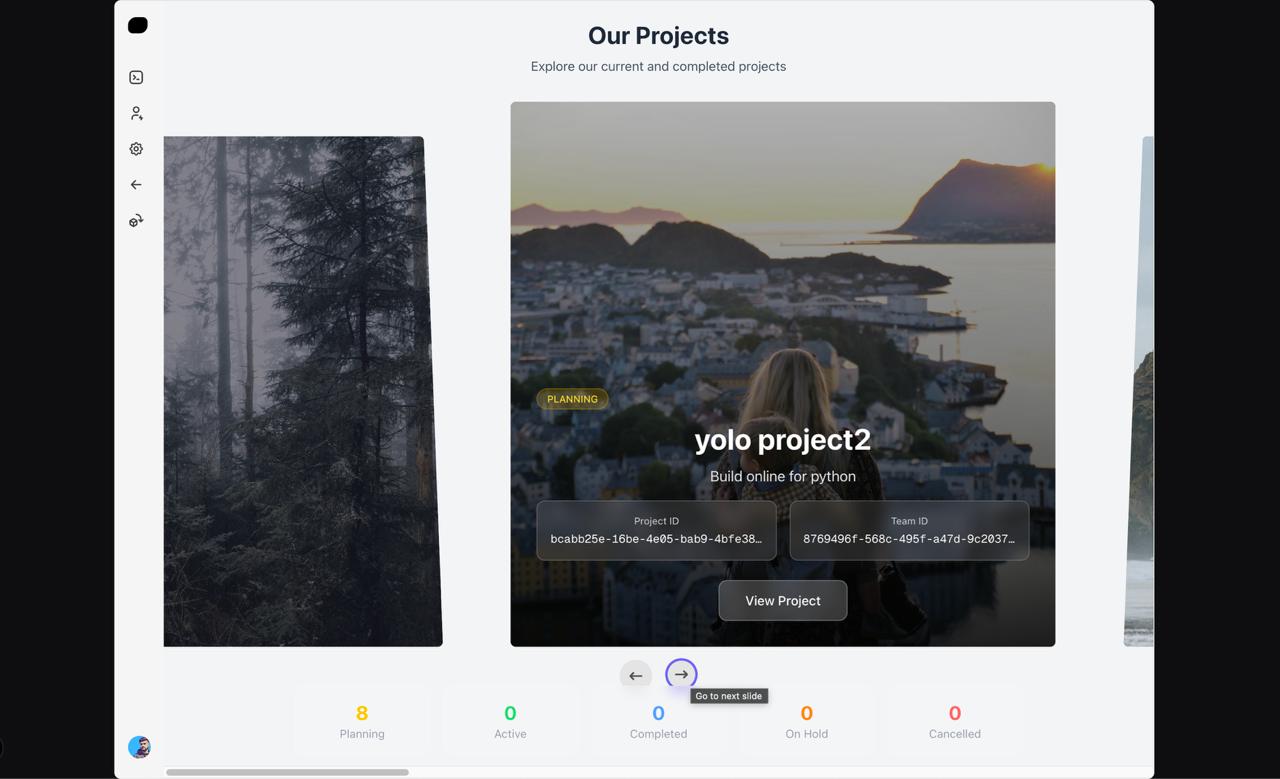 Our Projects
Explore our current and completed projects
PLANNING
yolo project2
Build online for python
Project ID
bcabb25e-16be-4e05-bab9-4bfe38…
Team ID
8769496f-568c-495f-a47d-9c2037…
View Project
Go to next slide
8
Planning
0
Active
0
Completed
0
On Hold
0
Cancelled